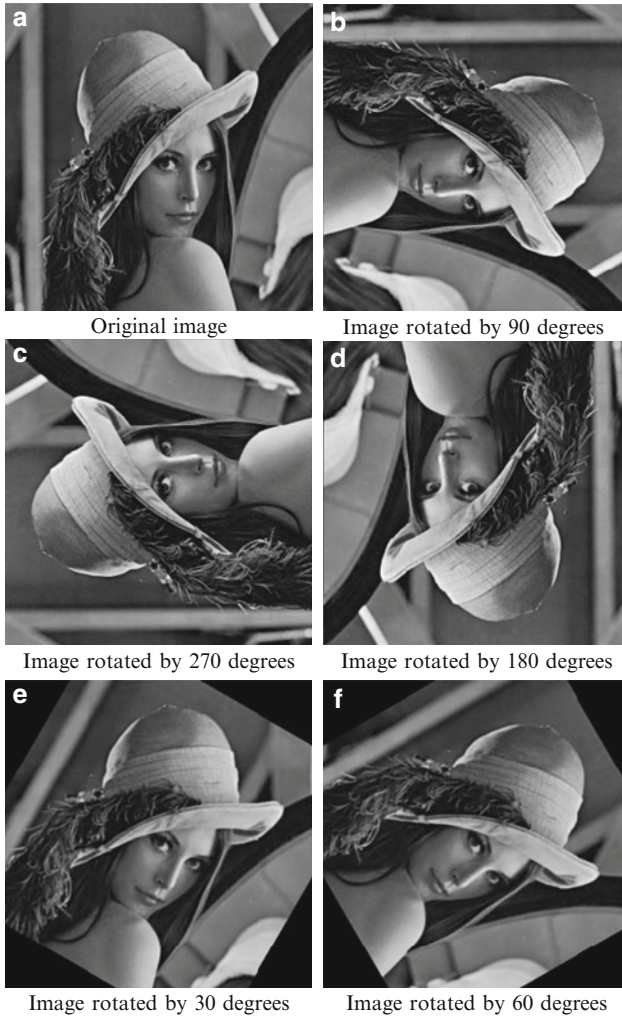 a
b
Original image
Image rotated by 90 degrees
c
d
Image rotated by 270 degrees
Image rotated by 180 degrees
e
f
Image rotated by 30 degrees
Image rotated by 60 degrees